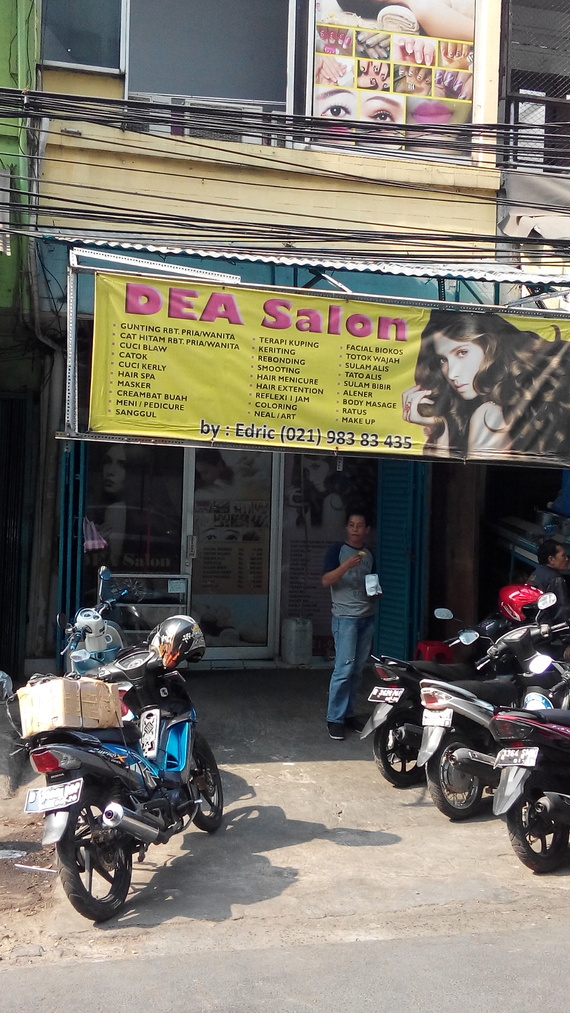 DEA Salon
GUNTING RBT. PRIA/WANITA
CAT HITAM RBT. PRIA/WANITA
CUCI BLAW
CATOK
CUCI KERLY
HAIR SPA
MASKER
CREAMBAT BUAH
MENI / PEDICURE
SANGGUL
TERAPI KUPING
KERITING
REBONDING
SMOOTING
HAIR MENICURE
HAIR EXTENTION
REFLEXI 1 JAM
COLORING
NEAL / ART
FACIAL BIOKOS
TOTOK WAJAH
SULAM ALIS
TATO ALIS
SULAM BIBIR
ALENER
BODY MASAGE
RATUS
MAKE UP
by : Edric (021) 983 83 435
Salon